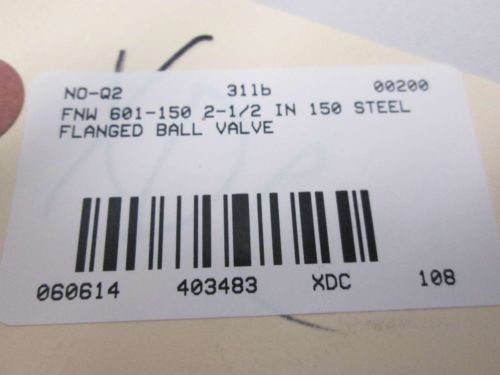 NO-Q2 311b 00200
FNW 601-150 2-1/2 IN 150 STEEL
FLANGED BALL VALVE
060614 403483 XDC 108